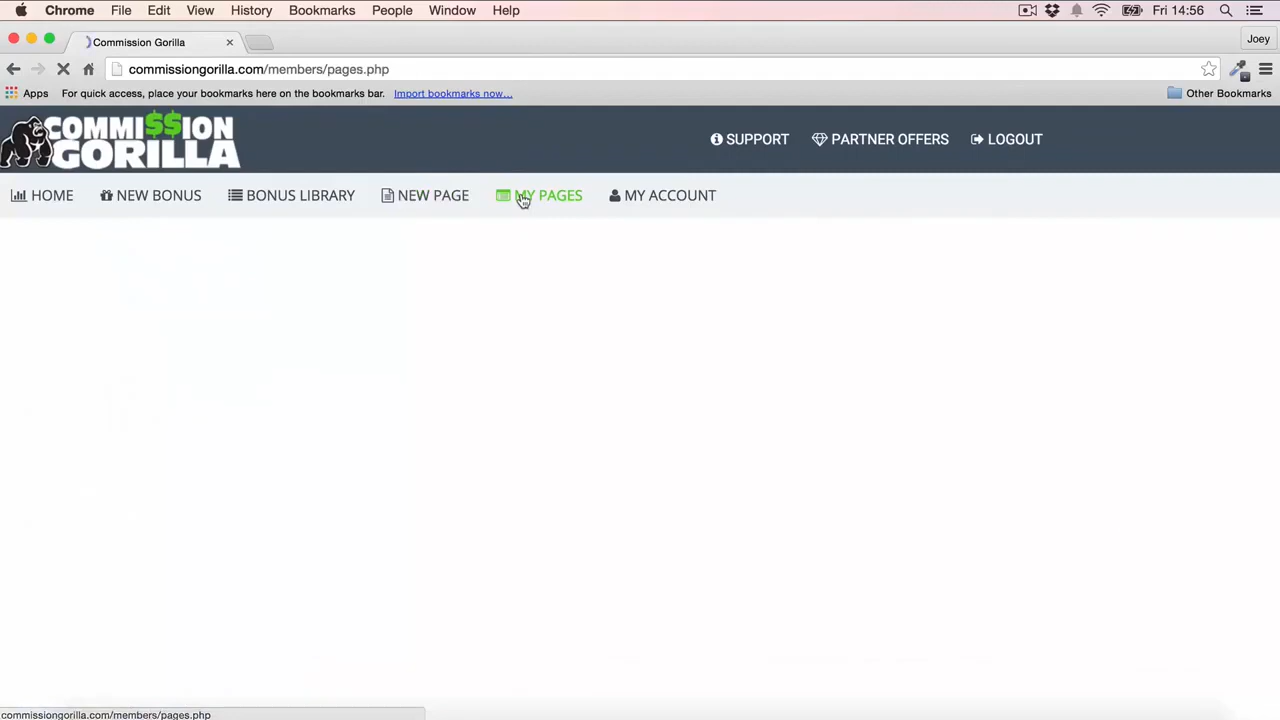 Chrome File Edit View History Bookmarks People Window Help Fri 14:56
Commission Gorilla Joey
commissiongorilla.com/members/pages.php
Apps For quick access, place your bookmarks here on the bookmarks bar. Import bookmarks now... Other Bookmarks
COMMI$$ION
GORILLA
SUPPORT PARTNER OFFERS LOGOUT
HOME NEW BONUS BONUS LIBRARY NEW PAGE MY PAGES MY ACCOUNT
commissiongorilla.com/members/pages.php